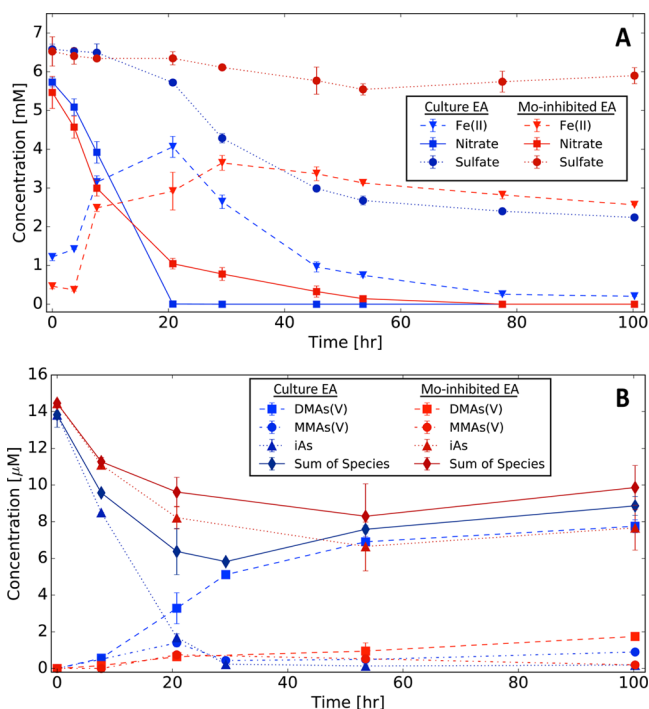 A
7
6
5
4
3
2
1
0
Concentration [mM]
Culture EA Mo-inhibited EA
Fe(II) Fe(II)
Nitrate Nitrate
Sulfate Sulfate
0 20 40 60 80 100
Time [hr]
B
16
14
12
10
8
6
4
2
0
Concentration [μM]
Culture EA Mo-inhibited EA
DMAs(V) DMAs(V)
MMAs(V) MMAs(V)
iAs iAs
Sum of Species Sum of Species
0 20 40 60 80 100
Time [hr]